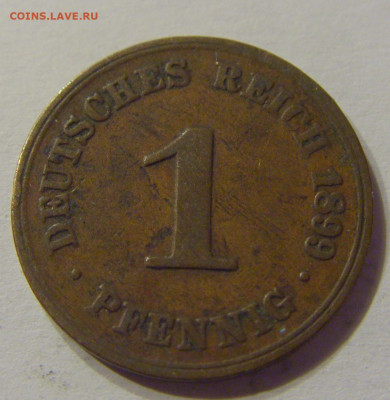 COINS.LAVE.RU
DEUTSCHES REICH 1899
1
· PFENNIG ·